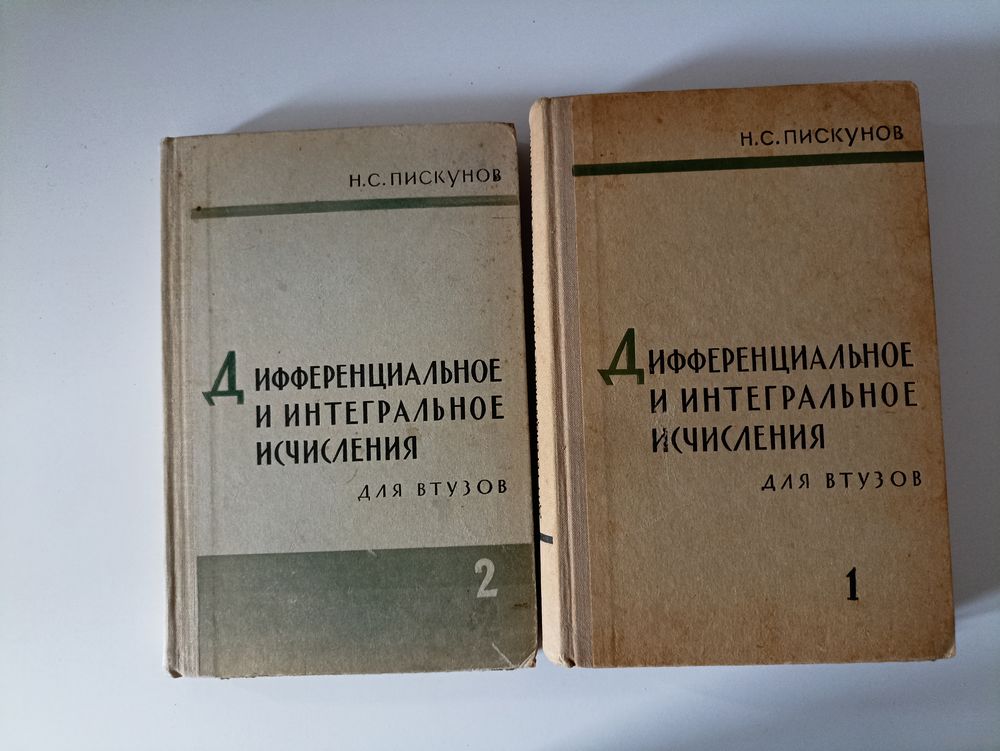 Н.С.ПИСКУНОВ
ДИФФЕРЕНЦИАЛЬНОЕ
И ИНТЕГРАЛЬНОЕ
ИСЧИСЛЕНИЯ
ДЛЯ ВТУЗОВ
2
Н.С.ПИСКУНОВ
ДИФФЕРЕНЦИАЛЬНОЕ
И ИНТЕГРАЛЬНОЕ
ИСЧИСЛЕНИЯ
ДЛЯ ВТУЗОВ
1